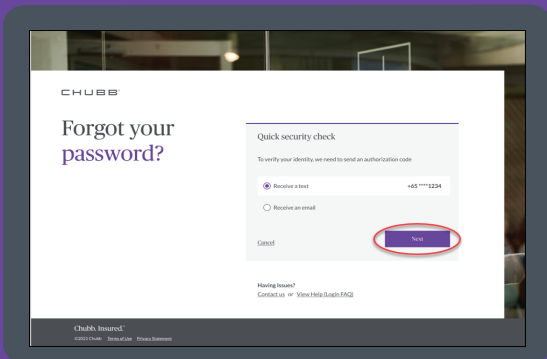 CHUBB
Forgot your
password?
Quick security check
To verify your identity, we need to send an authorization code
Receive a text +65 ****1234
Receive an email
Cancel
Next
Having Issues?
Contact us or View Help (Login FAQ)
Chubb. Insured.
©2023 Chubb Terms of Use Privacy Statement